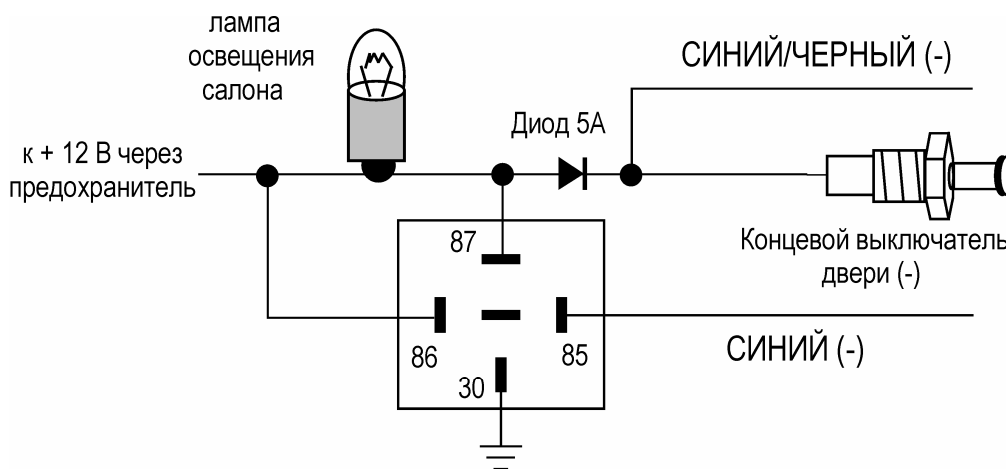 лампа
освещения
салона
СИНИЙ/ЧЕРНЫЙ (-)
Диод 5А
к + 12 В через
предохранитель
Концевой выключатель
двери (-)
87
86
85
30
СИНИЙ (-)